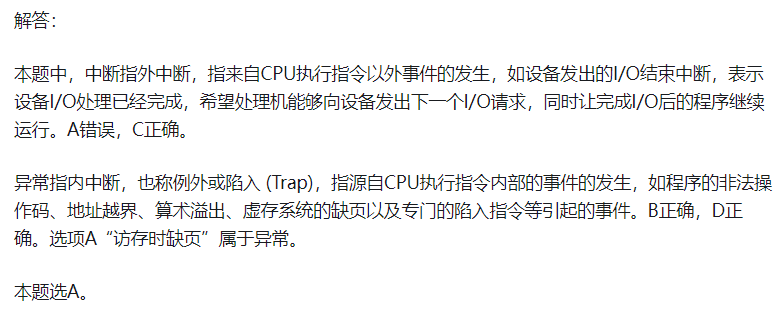 解答：
本题中，中断指外中断，指来自CPU执行指令以外事件的发生，如设备发出的I/O结束中断，表示
设备I/O处理已经完成，希望处理机能够向设备发出下一个I/O请求，同时让完成I/O后的程序继续
运行。A错误，C正确。
异常指内中断，也称例外或陷入 (Trap)，指源自CPU执行指令内部的事件的发生，如程序的非法操
作码、地址越界、算术溢出、虚存系统的缺页以及专门的陷入指令等引起的事件。B正确，D正
确。选项A“访存时缺页”属于异常。
本题选A。